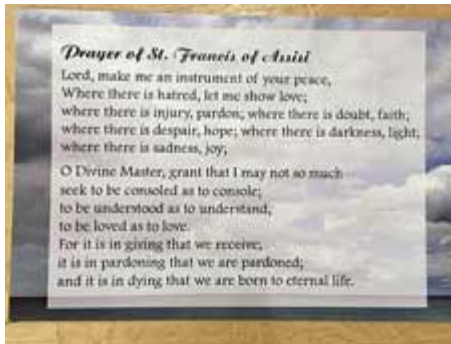 Prayer of St. Francis of Assisi
Lord, make me an instrument of your peace,
Where there is hatred, let me show love;
where there is injury, pardon; where there is doubt, faith;
where there is despair, hope; where there is darkness, light;
where there is sadness, joy;
O Divine Master, grant that I may not so much
seek to be consoled as to console;
to be understood as to understand,
to be loved as to love.
For it is in giving that we receive,
it is in pardoning that we are pardoned;
and it is in dying that we are born to eternal life.